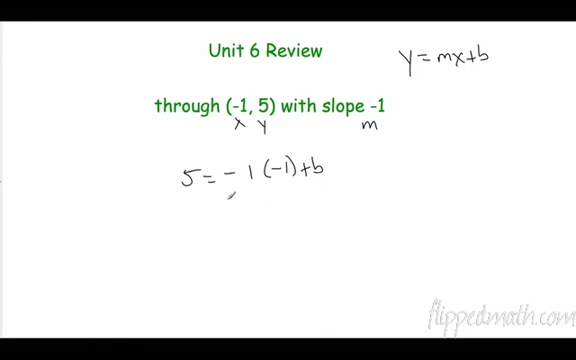 Unit 6 Review
y = mx+b
through (-1, 5) with slope -1
x y m
5 = - 1 (-1) + b
flippedmath.com